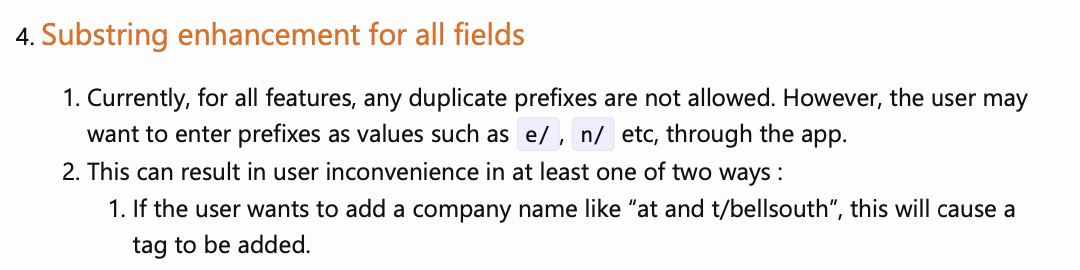 4. Substring enhancement for all fields
1. Currently, for all features, any duplicate prefixes are not allowed. However, the user may
want to enter prefixes as values such as e/ , n/ etc, through the app.
2. This can result in user inconvenience in at least one of two ways :
1. If the user wants to add a company name like “at and t/bellsouth”, this will cause a
tag to be added.